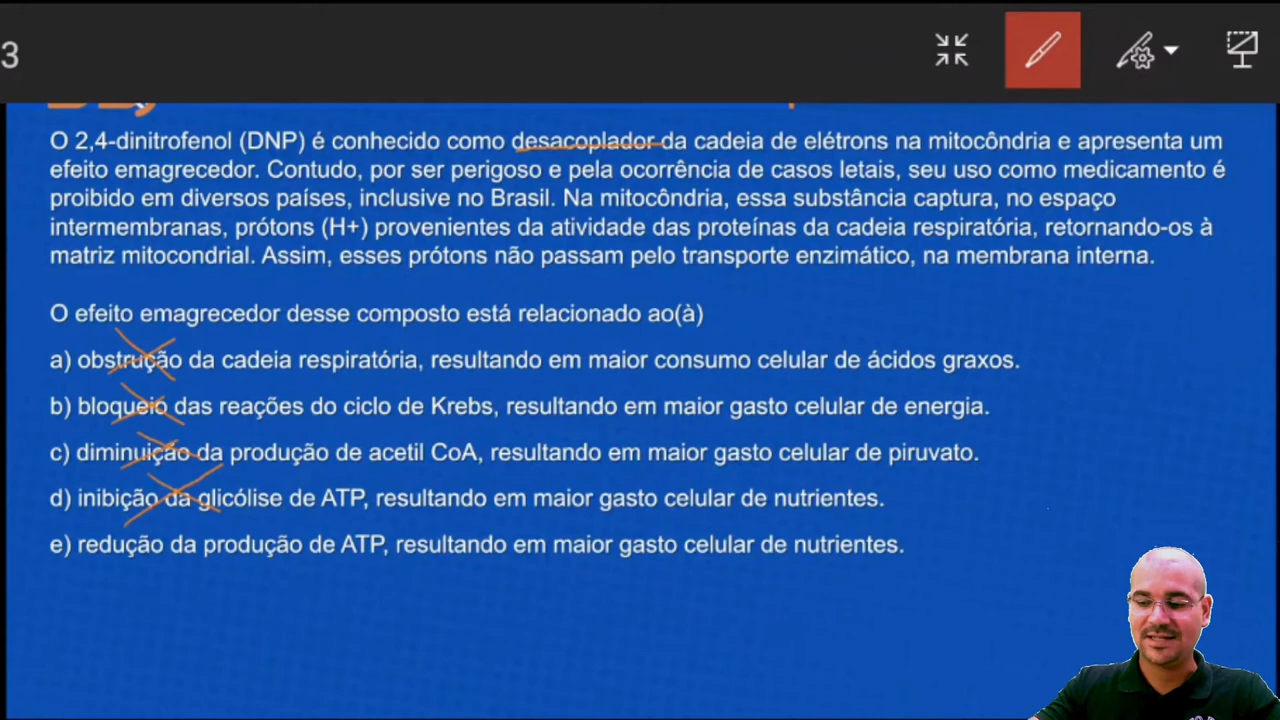 3
O 2,4-dinitrofenol (DNP) é conhecido como desacoplador da cadeia de elétrons na mitocôndria e apresenta um
efeito emagrecedor. Contudo, por ser perigoso e pela ocorrência de casos letais, seu uso como medicamento é
proibido em diversos países, inclusive no Brasil. Na mitocôndria, essa substância captura, no espaço
intermembranas, prótons (H+) provenientes da atividade das proteínas da cadeia respiratória, retornando-os à
matriz mitocondrial. Assim, esses prótons não passam pelo transporte enzimático, na membrana interna.
O efeito emagrecedor desse composto está relacionado ao(à)
a) obstrução da cadeia respiratória, resultando em maior consumo celular de ácidos graxos.
b) bloqueio das reações do ciclo de Krebs, resultando em maior gasto celular de energia.
c) diminuição da produção de acetil CoA, resultando em maior gasto celular de piruvato.
d) inibição da glicólise de ATP, resultando em maior gasto celular de nutrientes.
e) redução da produção de ATP, resultando em maior gasto celular de nutrientes.